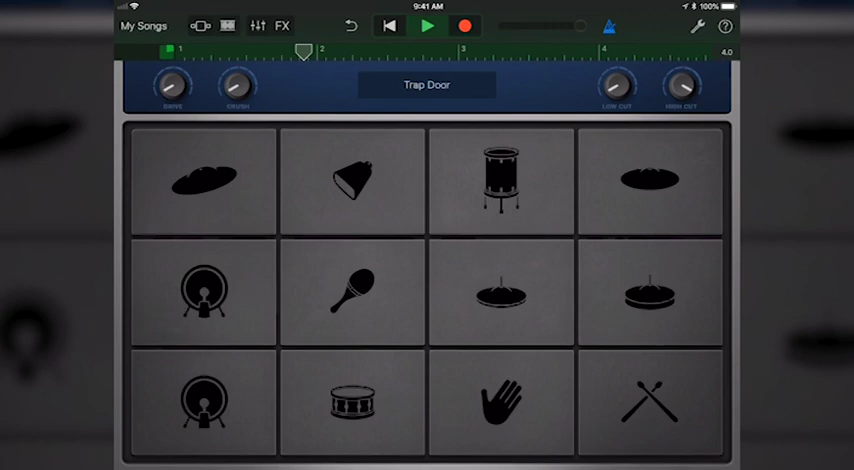 9:41 AM
100%
My Songs
FX
1
2
3
4
4.0
Trap Door
DRIVE
CRUSH
LOW CUT
HIGH CUT